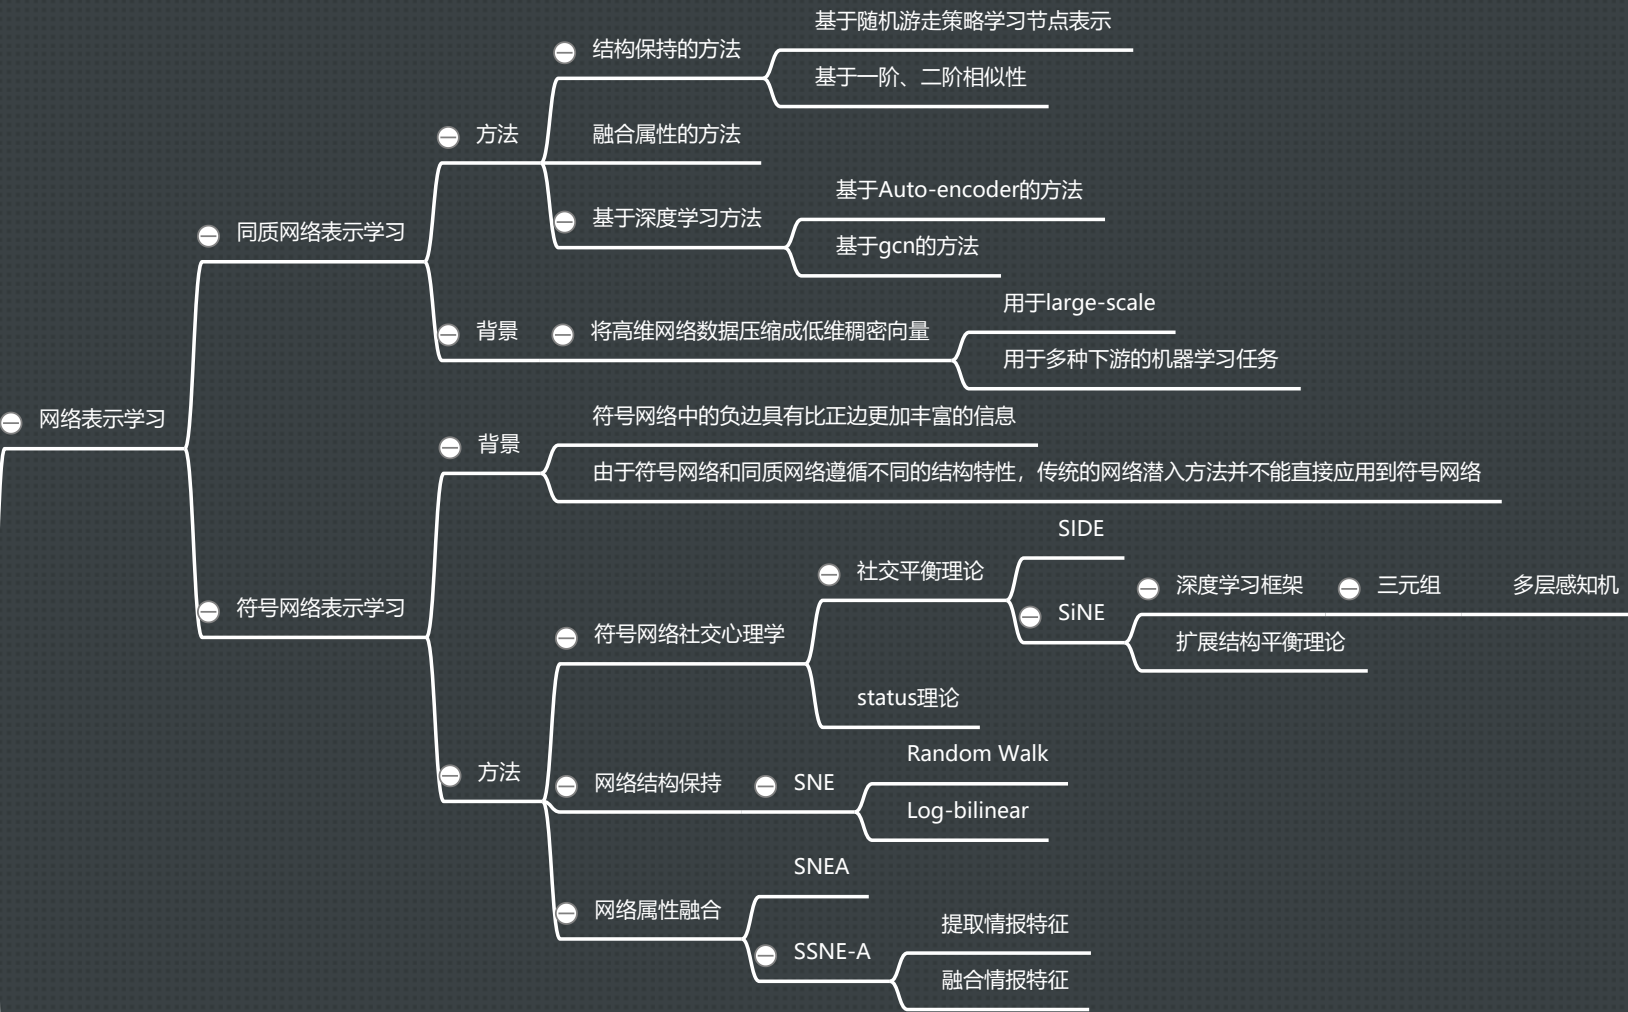 基于随机游走策略学习节点表示
结构保持的方法
基于一阶、二阶相似性
方法
融合属性的方法
基于Auto-encoder的方法
基于深度学习方法
同质网络表示学习
基于gcn的方法
用于large-scale
背景
将高维网络数据压缩成低维稠密向量
用于多种下游的机器学习任务
网络表示学习
符号网络中的负边具有比正边更加丰富的信息
背景
由于符号网络和同质网络遵循不同的结构特性，传统的网络潜入方法并不能直接应用到符号网络
SIDE
社交平衡理论
深度学习框架
三元组
多层感知机
SiNE
符号网络表示学习
符号网络社交心理学
扩展结构平衡理论
status理论
Random Walk
方法
网络结构保持
SNE
Log-bilinear
SNEA
网络属性融合
提取情报特征
SSNE-A
融合情报特征